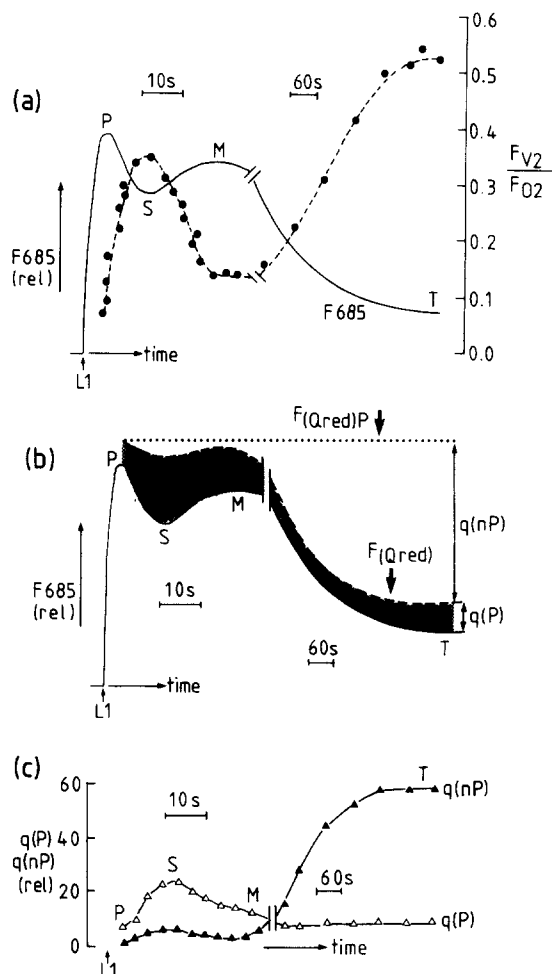 (a)
10s
60s
P
M
S
F685
(rel)
F685
T
time
L1
0.6
0.5
0.4
0.3
0.2
0.1
0.0
FV2
FO2
(b)
F(Qred)P
P
S
M
F685
(rel)
10s
60s
F(Qred)
q(nP)
q(P)
T
time
L1
(c)
60
40
20
0
q(P)
q(nP)
(rel)
10s
P
S
M
T
q(nP)
60s
q(P)
time
L1